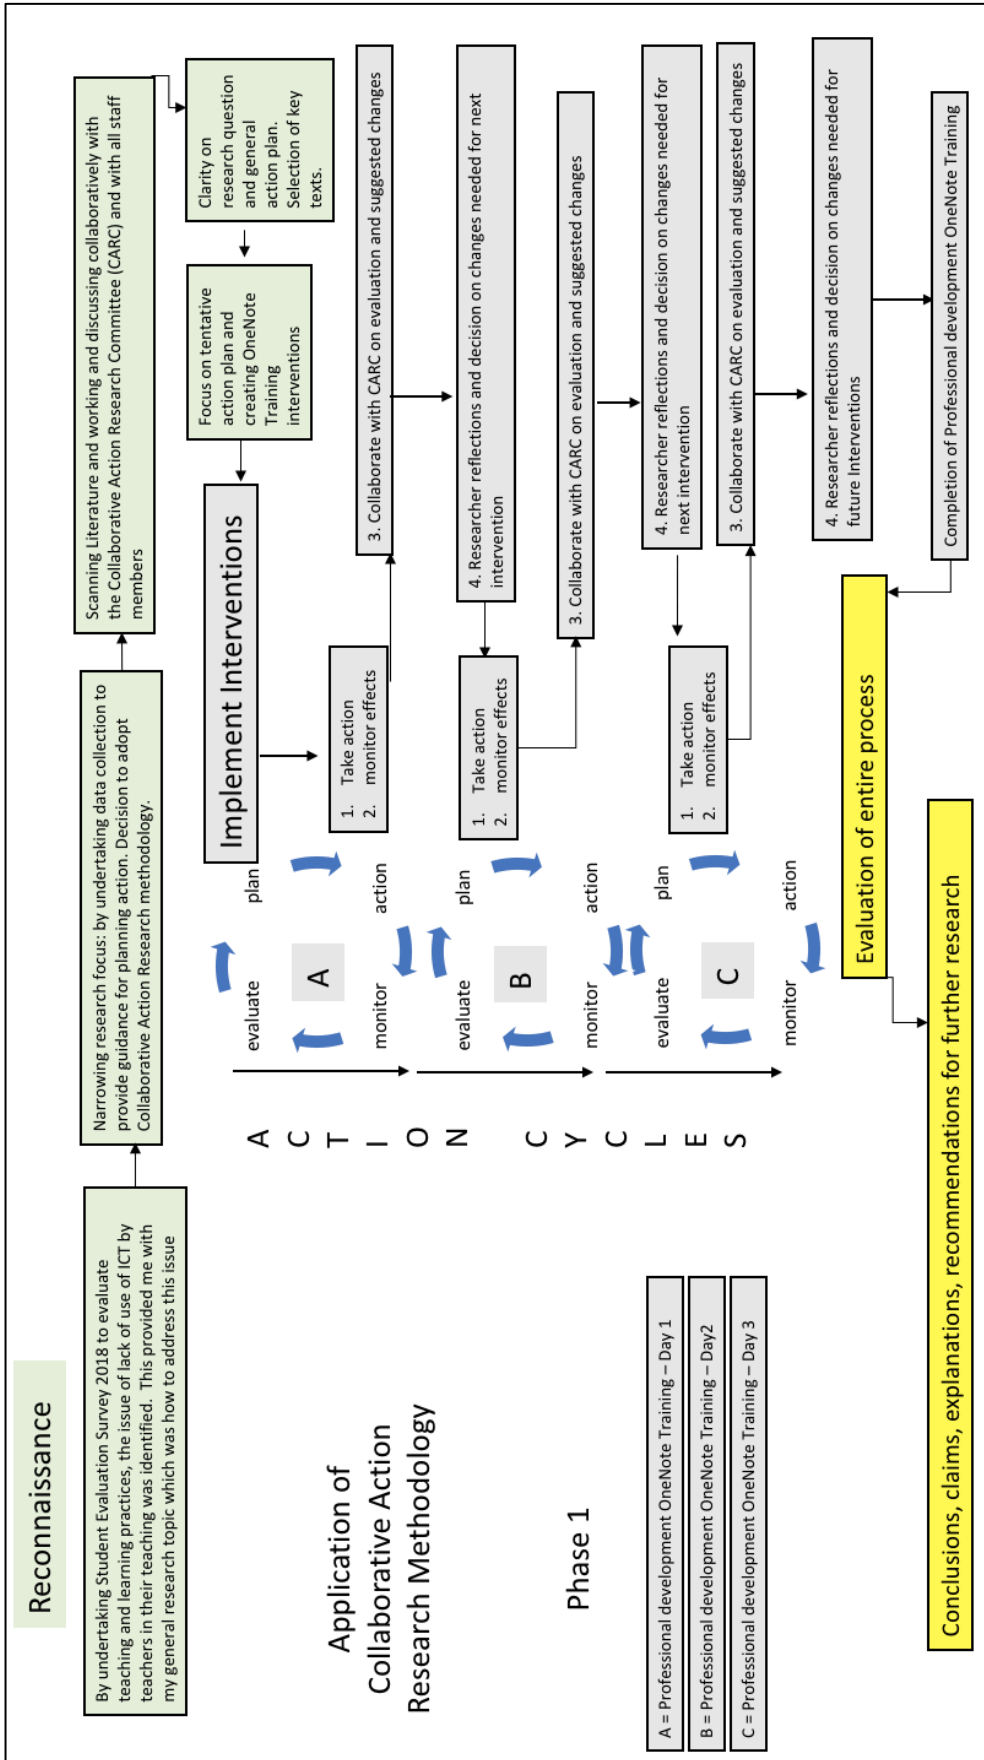 Reconnaissance
By undertaking Student Evaluation Survey 2018 to evaluate
teaching and learning practices, the issue of lack of use of ICT by
teachers in their teaching was identified. This provided me with
my general research topic which was how to address this issue
Narrowing research focus: by undertaking data collection to
provide guidance for planning action. Decision to adopt
Collaborative Action Research methodology.
Scanning Literature and working and discussing collaboratively with
the Collaborative Action Research Committee (CARC) and with all staff
members
Clarity on
research question
and general
action plan.
Selection of key
texts.
Focus on tentative
action plan and
creating OneNote
Training
interventions
Implement Interventions
Application of
Collaborative Action
Research Methodology
Phase 1
A = Professional development OneNote Training – Day 1
B = Professional development OneNote Training – Day2
C = Professional development OneNote Training – Day 3
A
C
T
I
O
N
C
Y
C
L
E
S
evaluate
plan
A
monitor
action
evaluate
plan
B
monitor
action
evaluate
plan
C
monitor
action
1. Take action
2. monitor effects
3. Collaborate with CARC on evaluation and suggested changes
4. Researcher reflections and decision on changes needed for next
intervention
1. Take action
2. monitor effects
3. Collaborate with CARC on evaluation and suggested changes
4. Researcher reflections and decision on changes needed for
next intervention
1. Take action
2. monitor effects
3. Collaborate with CARC on evaluation and suggested changes
4. Researcher reflections and decision on changes needed for
future Interventions
Completion of Professional development OneNote Training
Evaluation of entire process
Conclusions, claims, explanations, recommendations for further research